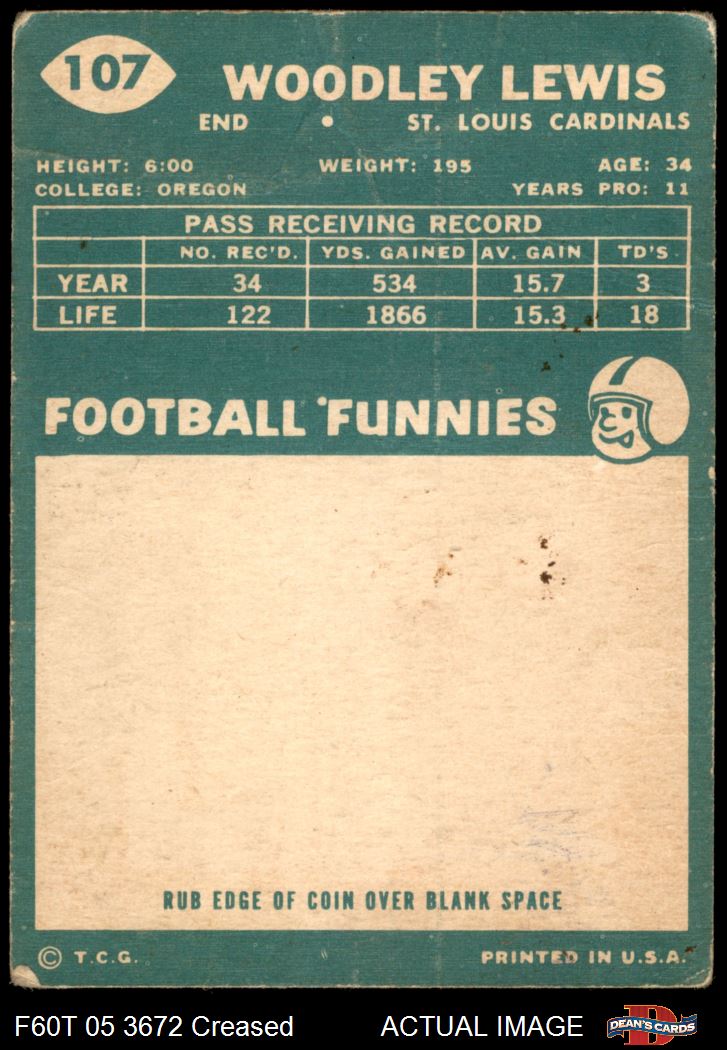 107
WOODLEY LEWIS
END • ST. LOUIS CARDINALS
HEIGHT: 6:00 WEIGHT: 195 AGE: 34
COLLEGE: OREGON YEARS PRO: 11
PASS RECEIVING RECORD
NO. REC'D. YDS. GAINED AV. GAIN TD'S
YEAR 34 534 15.7 3
LIFE 122 1866 15.3 18
FOOTBALL FUNNIES
RUB EDGE OF COIN OVER BLANK SPACE
© T.C.G. PRINTED IN U.S.A.
F60T 05 3672 Creased ACTUAL IMAGE DEAN'S CARDS